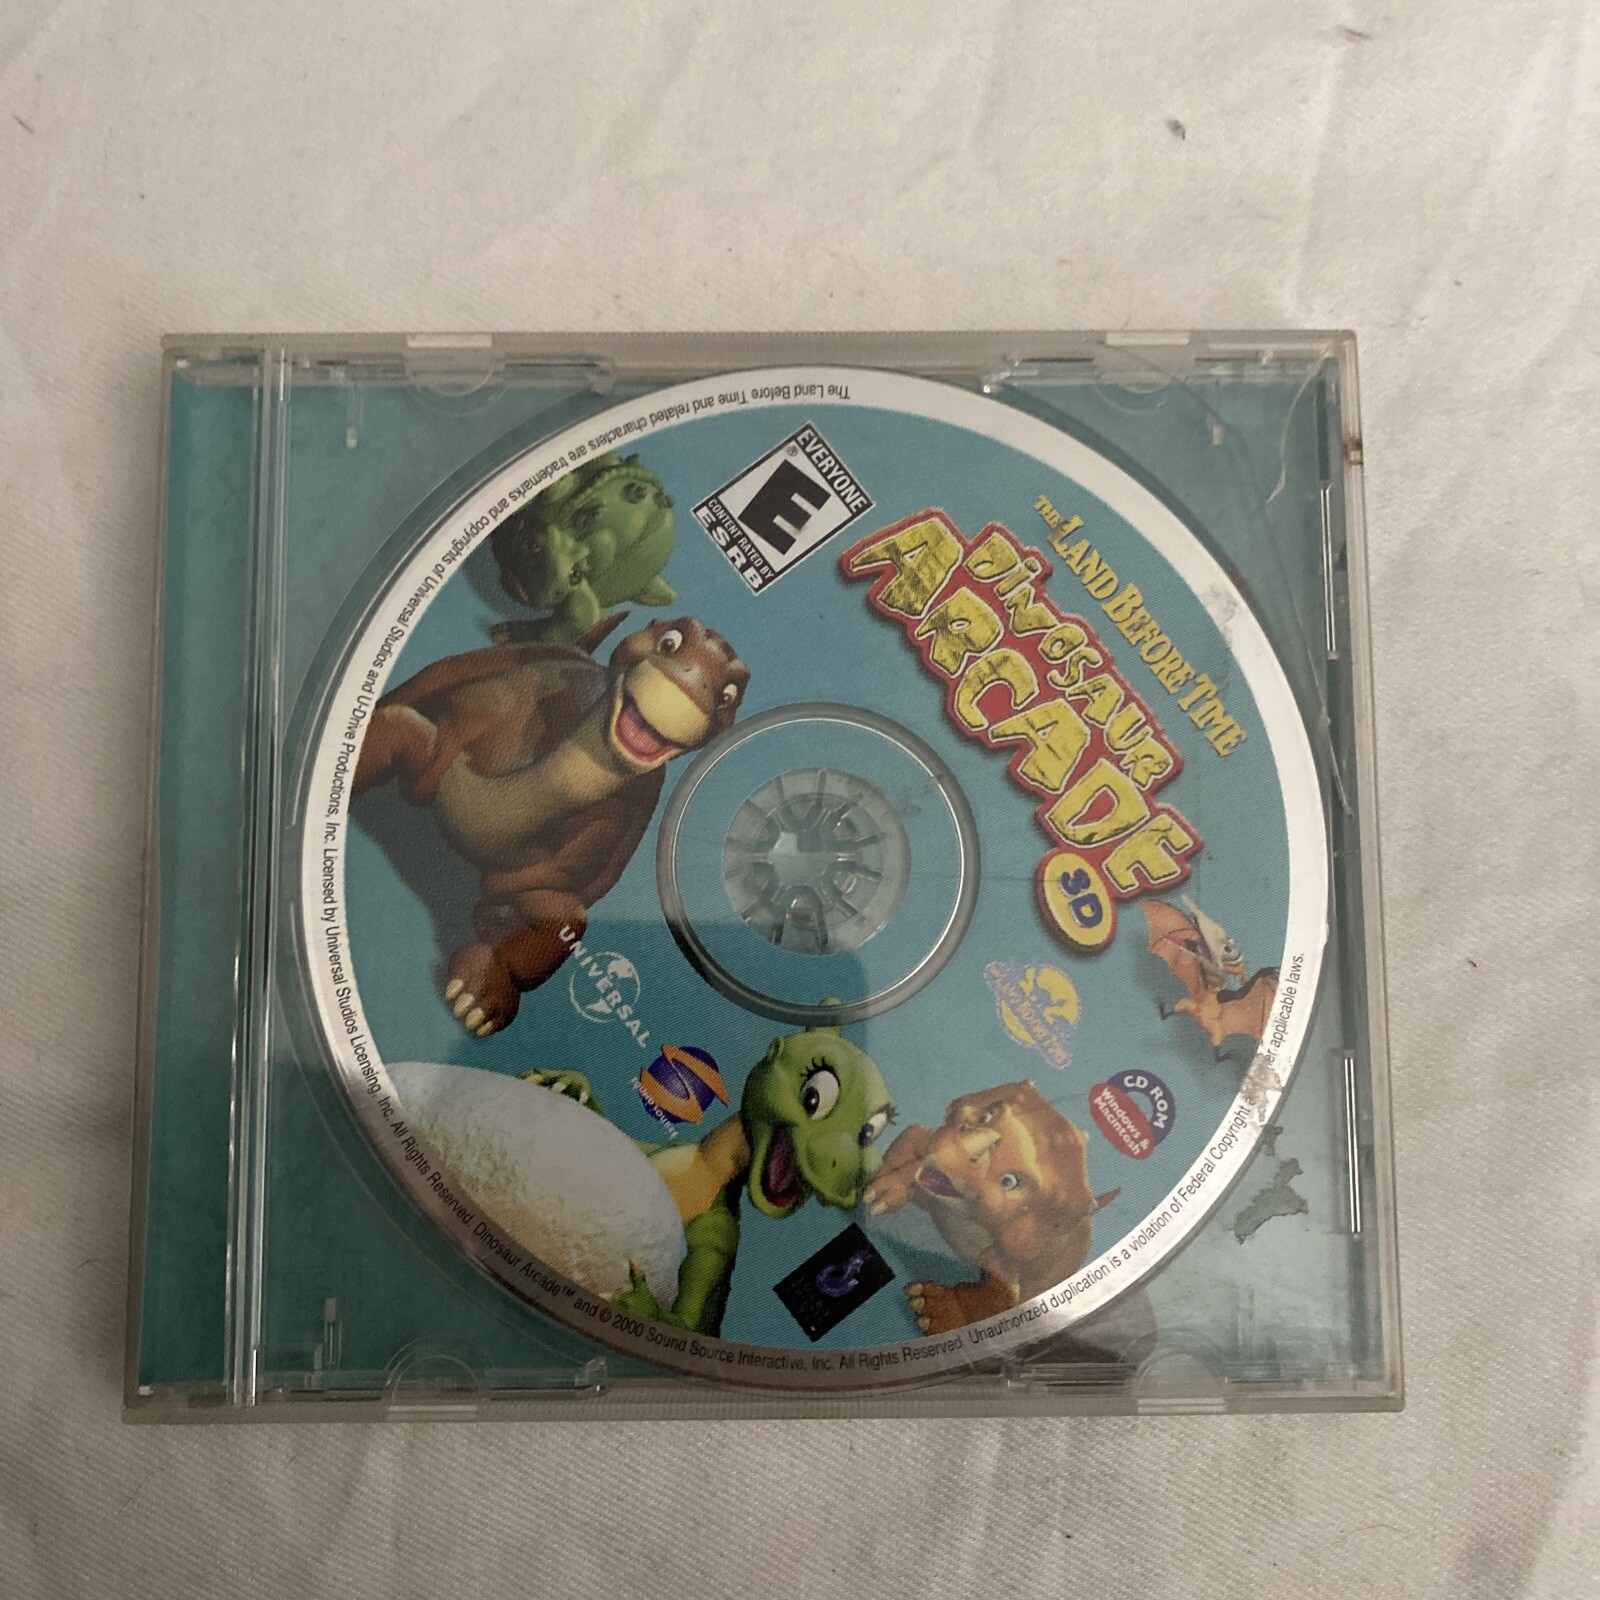 THE LAND BEFORE TIME
DINOSAUR
ARCADE
3D
EVERYONE
E
®
CONTENT RATED BY
ESRB
UNIVERSAL
SOUND SOURCE
CD ROM
Windows &
Macintosh
The Land Before Time and related characters are trademarks and copyrights of Universal Studios and U-Drive Productions, Inc. Licensed by Universal Studios Licensing, Inc. All Rights Reserved. Dinosaur Arcade™ and © 2000 Sound Source Interactive, Inc. All Rights Reserved. Unauthorized duplication is a violation of Federal Copyright applicable laws.